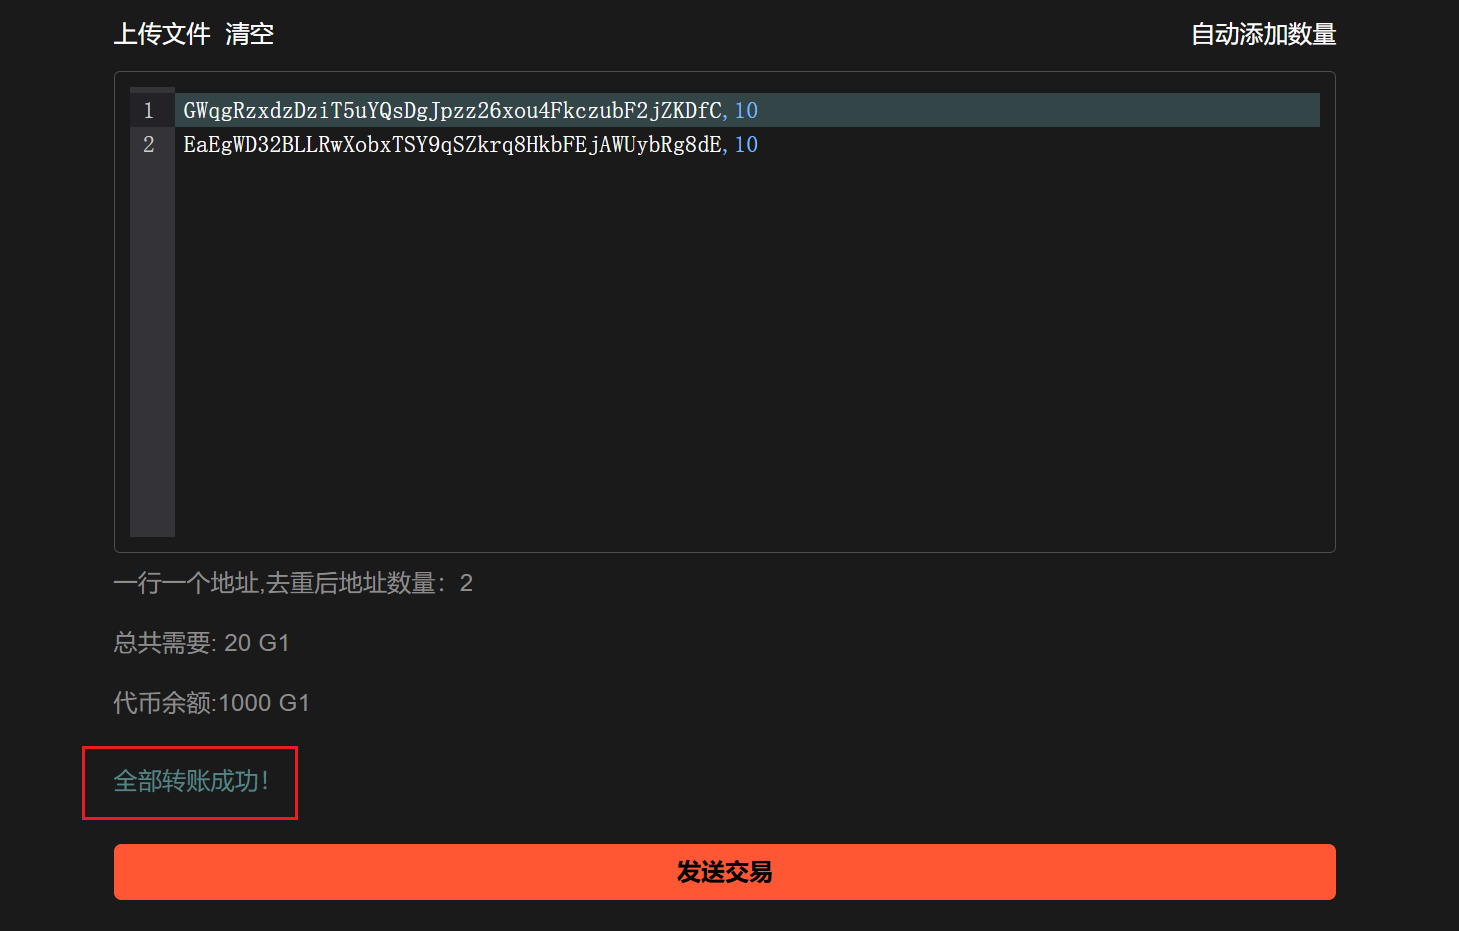 上传文件 清空 自动添加数量
1 GWqgRzxdzDziT5uYQsDgJpzz26xou4FkczubF2jZKDfC,10
2 EaEgWD32BLLRwXobxTSY9qSZkrq8HkbFEjAWUybRg8dE,10
一行一个地址,去重后地址数量：2
总共需要: 20 G1
代币余额:1000 G1
全部转账成功！
发送交易